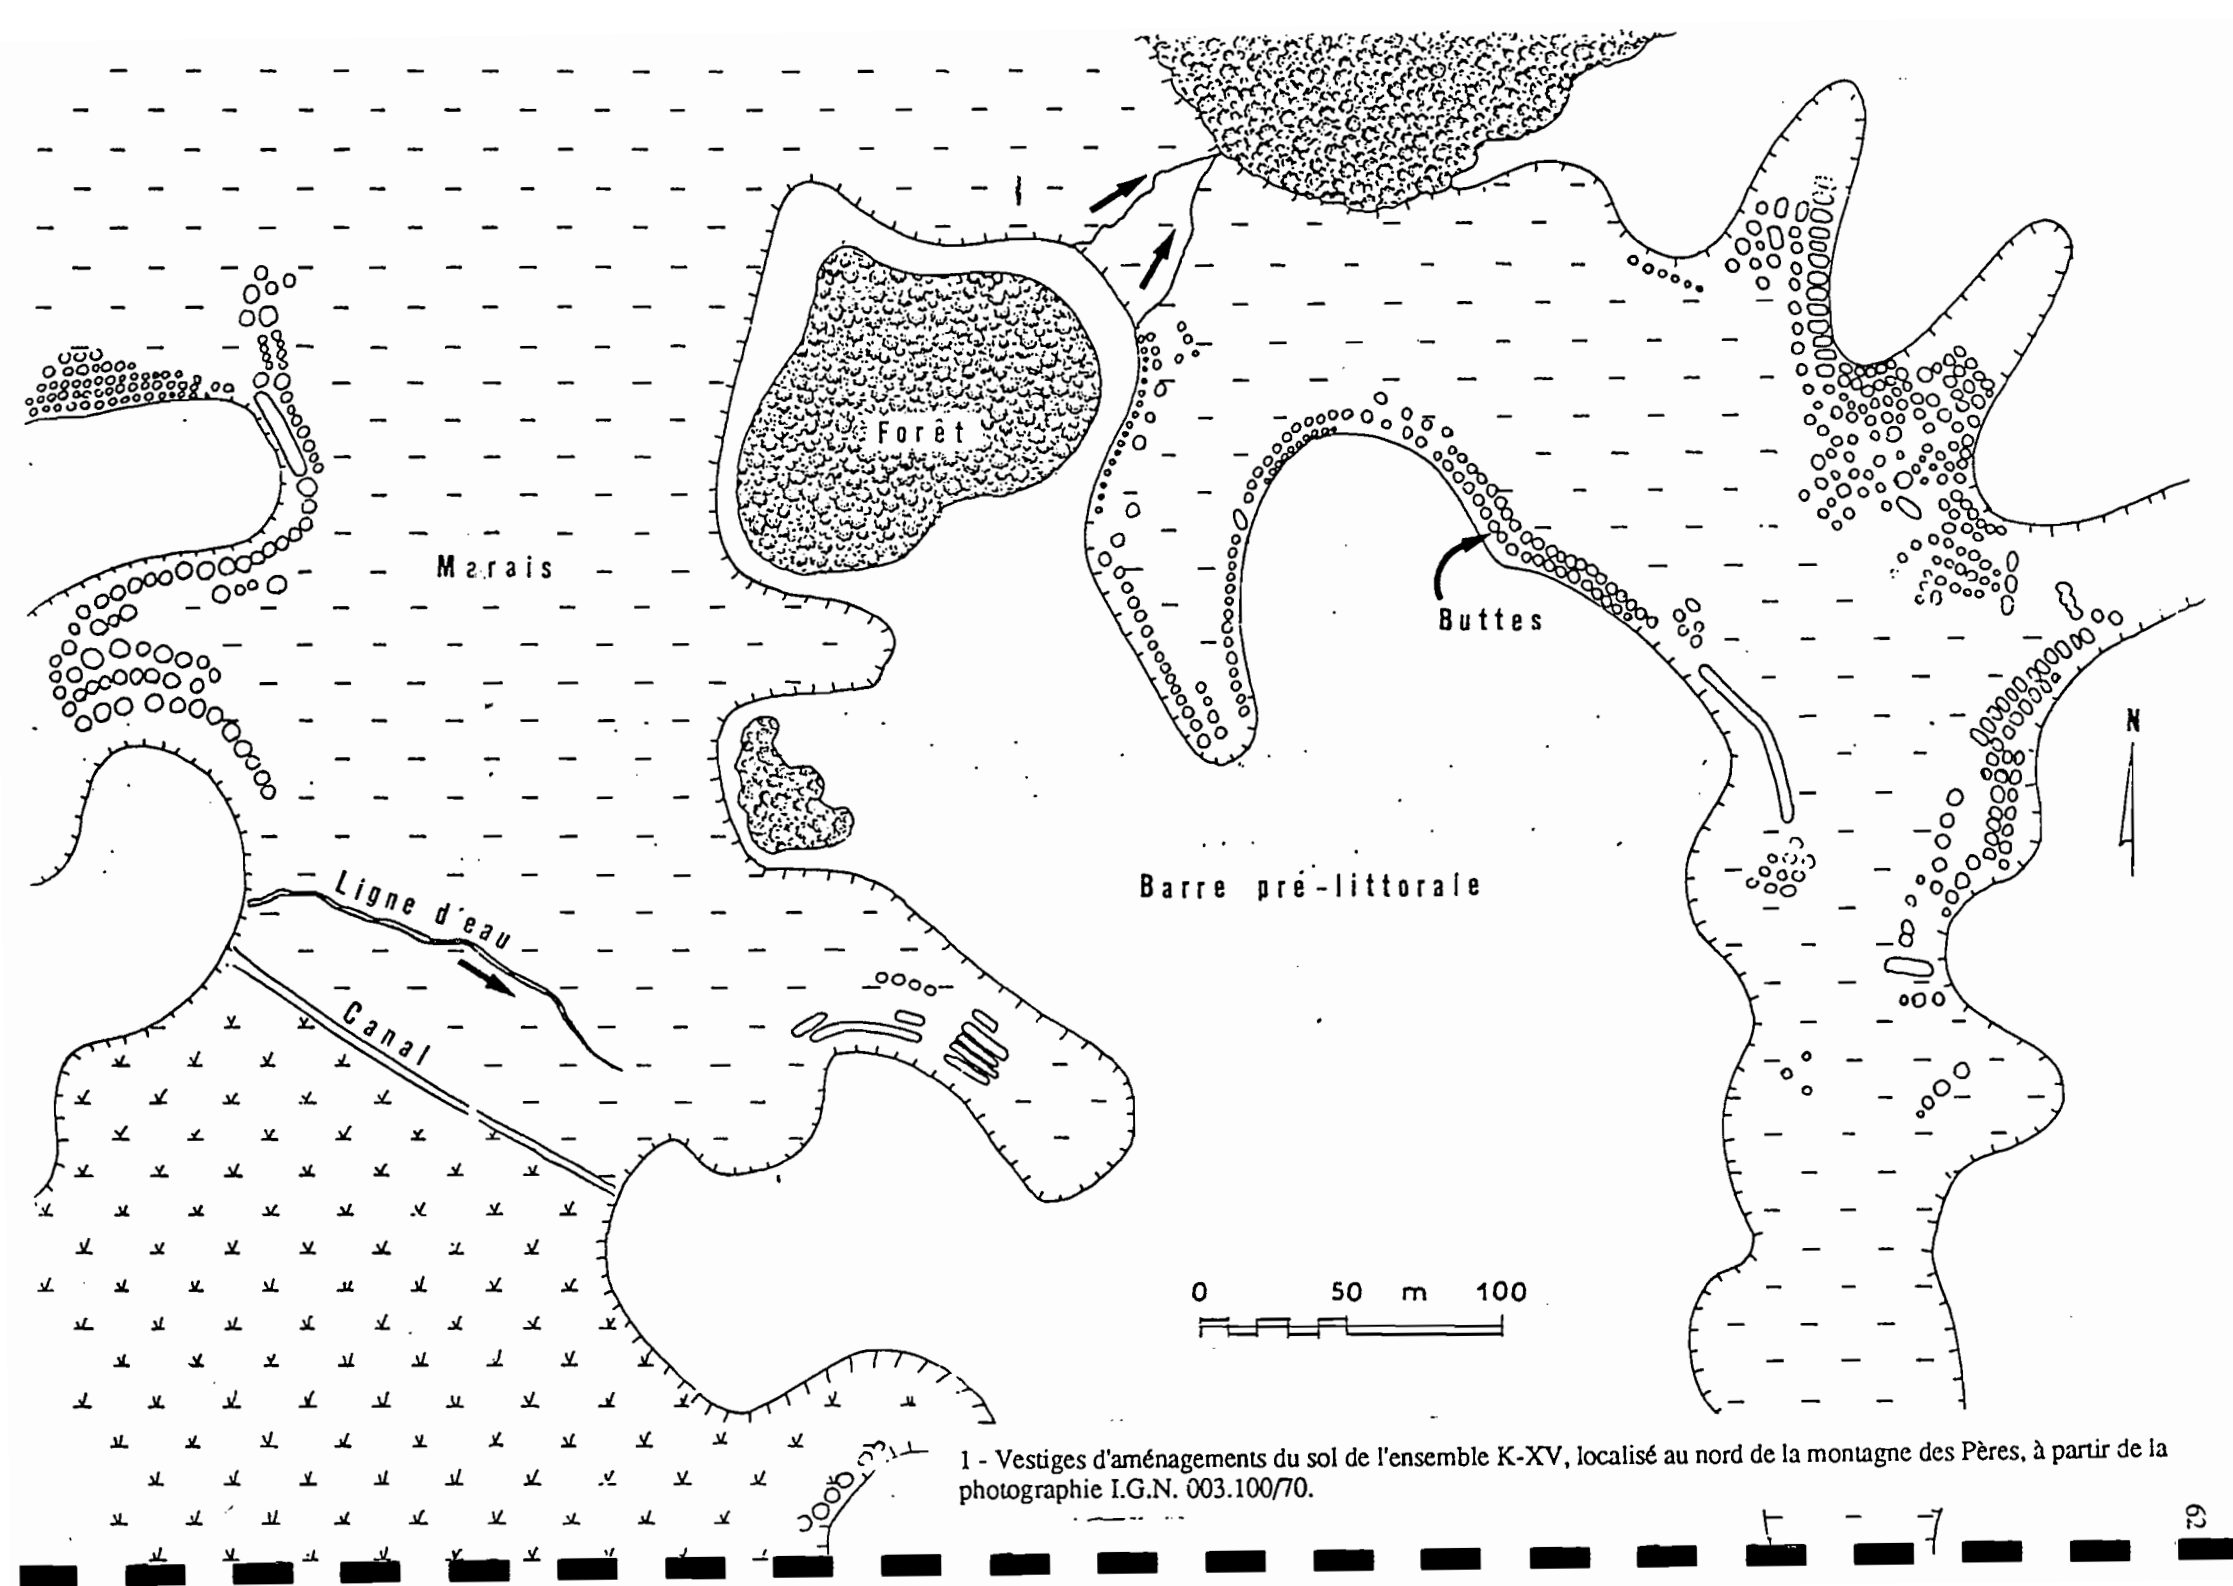 Forêt
Marais
Buttes
N
Barre pré-littorale
Ligne d'eau
Canal
0 50 m 100
1 - Vestiges d'aménagements du sol de l'ensemble K-XV, localisé au nord de la montagne des Pères, à partir de la
photographie I.G.N. 003.100/70.
62